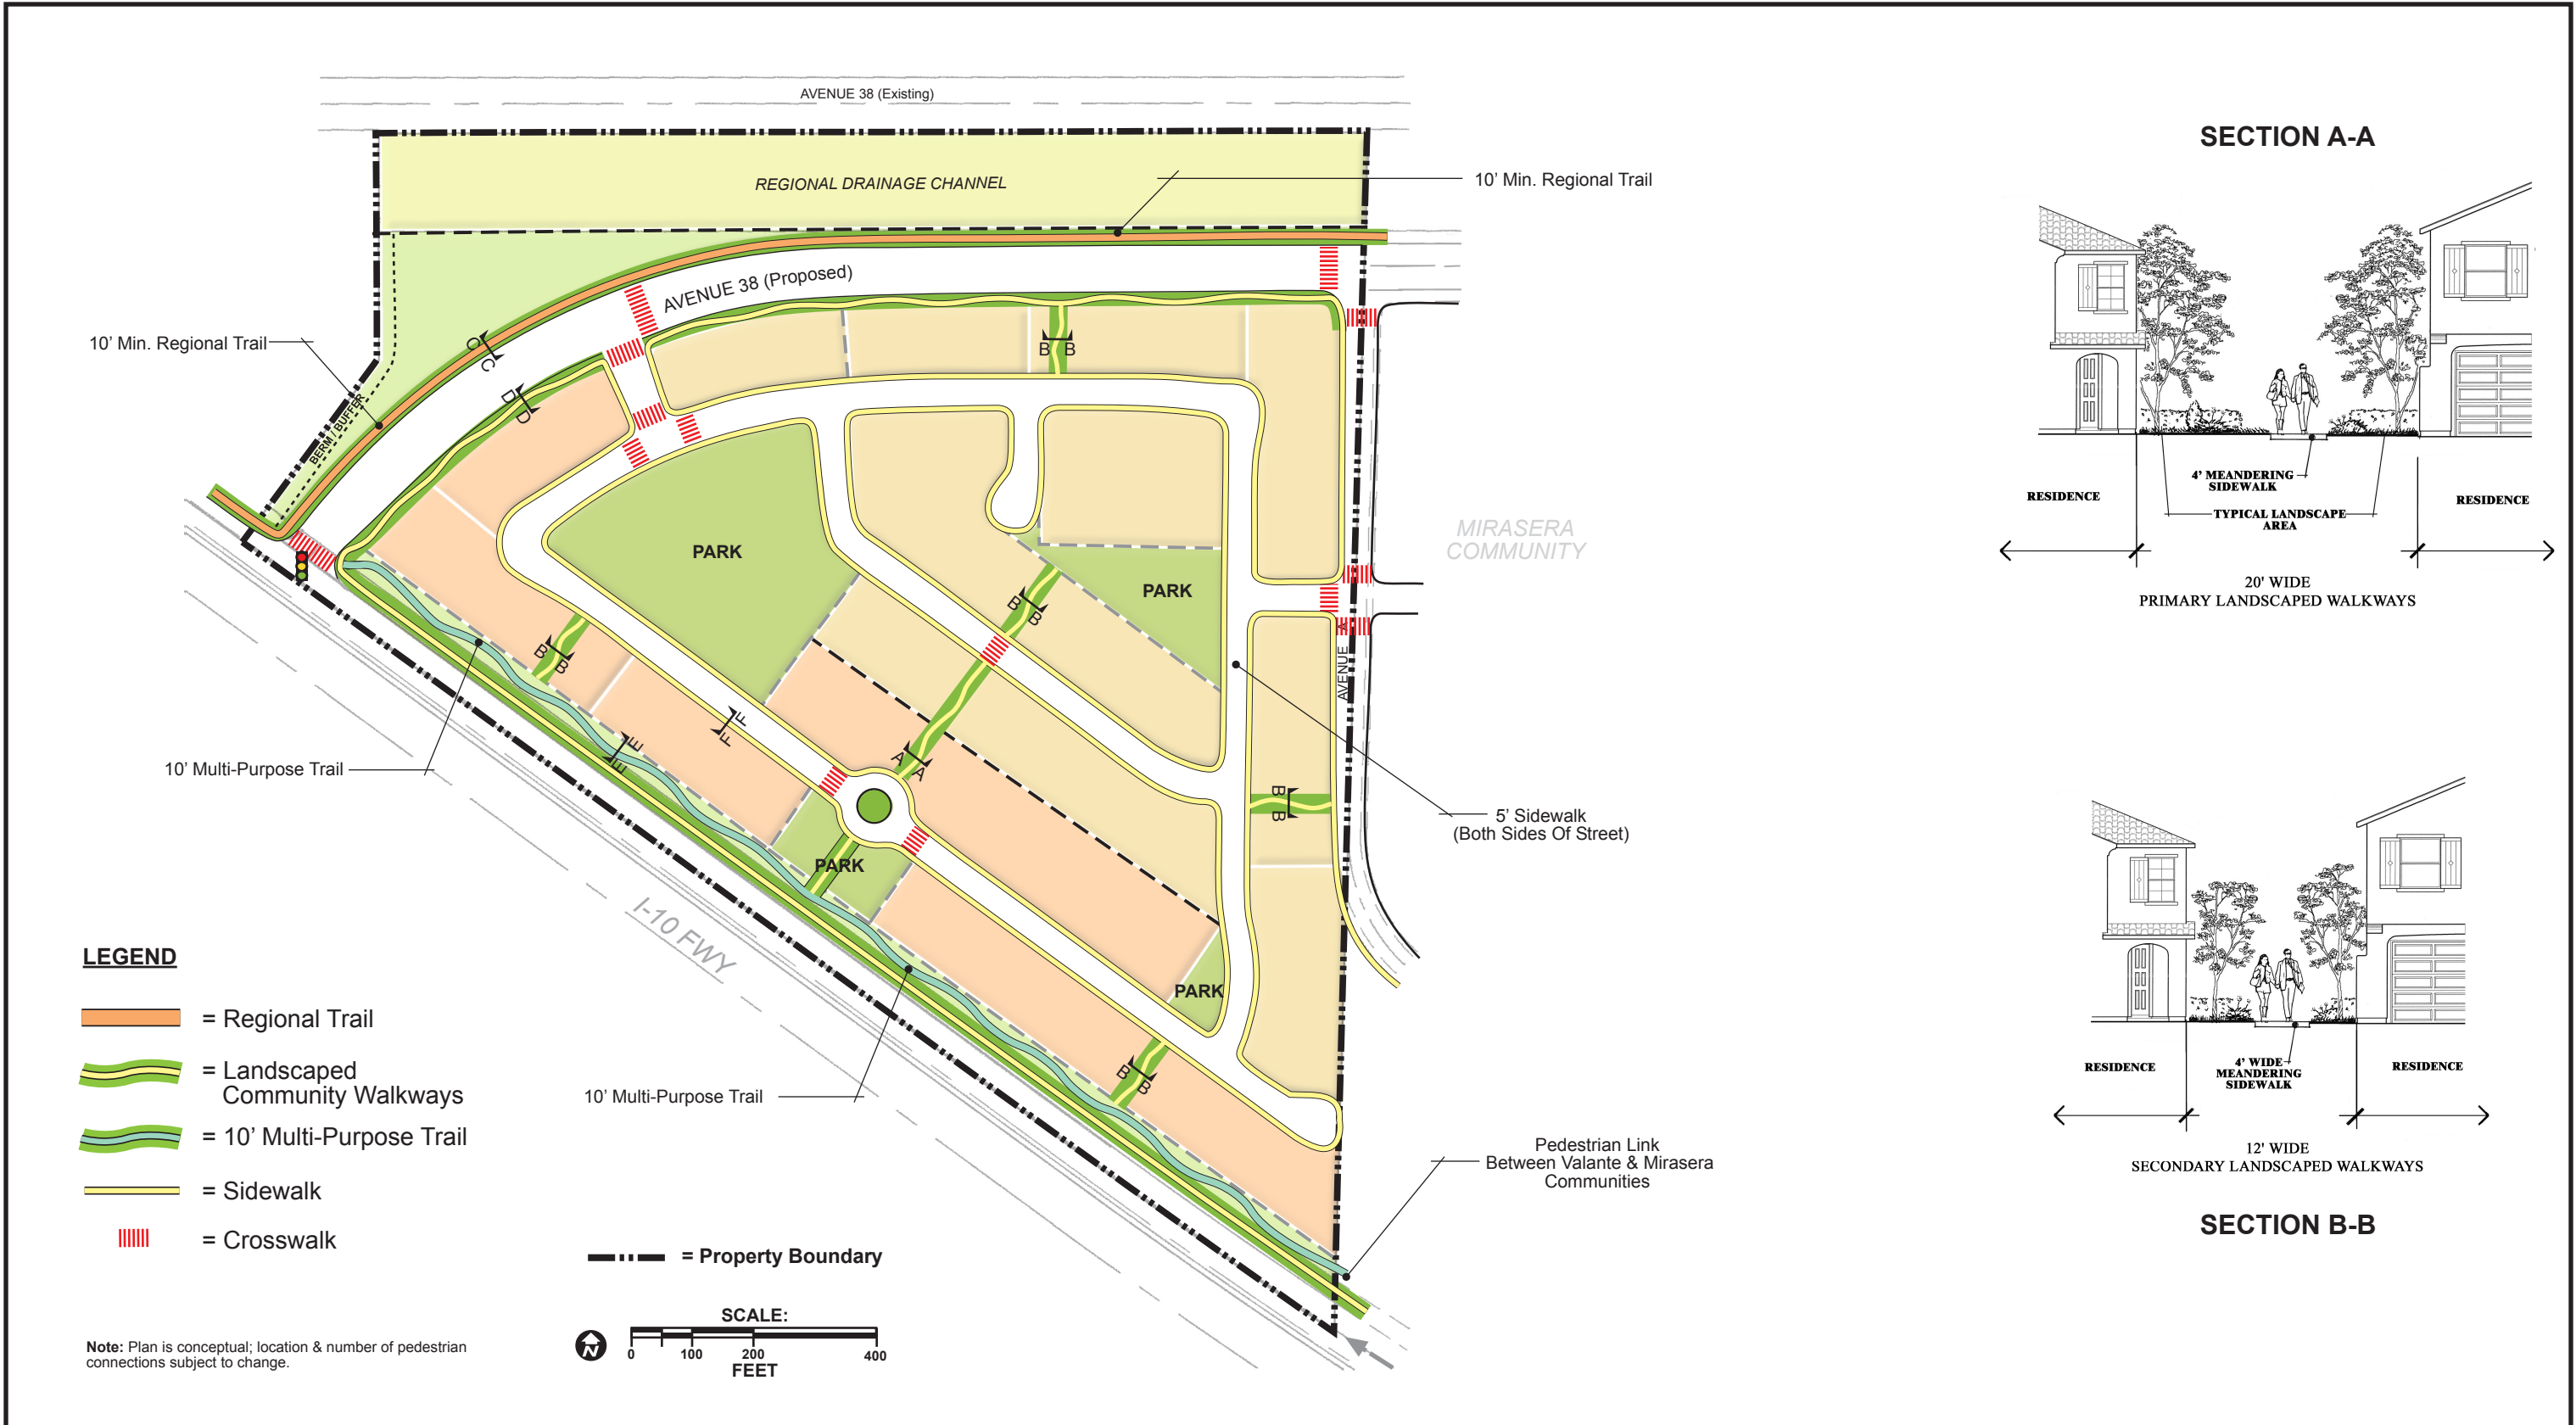 AVENUE 38 (Existing)
REGIONAL DRAINAGE CHANNEL
10’ Min. Regional Trail
AVENUE 38 (Proposed)
10’ Min. Regional Trail
BERM / BUFFER
C C
D D
B B
PARK
PARK
MIRASERA
COMMUNITY
B B
B B
AVENUE
A
F F
E E
A A
10’ Multi-Purpose Trail
B B
5’ Sidewalk
(Both Sides Of Street)
PARK
I-10 FWY
PARK
B B
10’ Multi-Purpose Trail
Pedestrian Link
Between Valante & Mirasera
Communities
LEGEND
= Regional Trail
= Landscaped
Community Walkways
= 10’ Multi-Purpose Trail
= Sidewalk
= Crosswalk
= Property Boundary
SCALE:
0 100 200 400
FEET
N
Note: Plan is conceptual; location & number of pedestrian
connections subject to change.
SECTION A-A
4' MEANDERING
SIDEWALK
RESIDENCE
RESIDENCE
TYPICAL LANDSCAPE
AREA
20' WIDE
PRIMARY LANDSCAPED WALKWAYS
RESIDENCE
4' WIDE
MEANDERING
SIDEWALK
RESIDENCE
12' WIDE
SECONDARY LANDSCAPED WALKWAYS
SECTION B-B